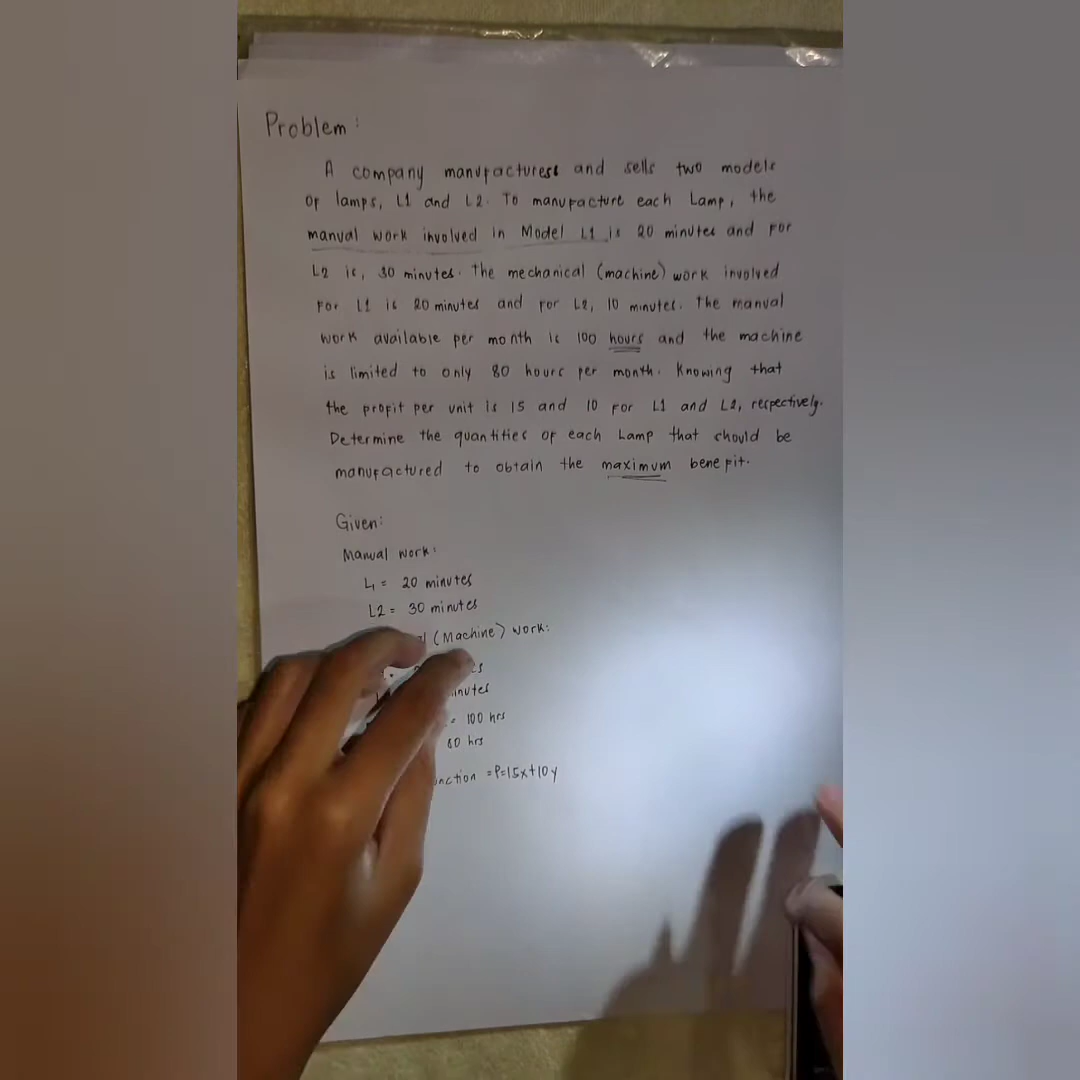 Problem:
A company manufacturest and sells two models
of lamps, L1 and L2. To manufacture each Lamp, the
manual work involved in Model L1 is 20 minutes and for
L2 is, 30 minutes. The mechanical (machine) work involved
for L1 is 20 minutes and for L2, 10 minutes. The manual
work available per month is 100 hours and the machine
is limited to only 80 hours per month. Knowing that
the profit per unit is 15 and 10 for L1 and L2, respectively.
Determine the quantities of each Lamp that should be
manufactured to obtain the maximum benefit.
Given:
Manual work:
L1 = 20 minutes
L2 = 30 minutes
(Machine) work:
= 100 hrs
80 hrs
=P=15x+10y